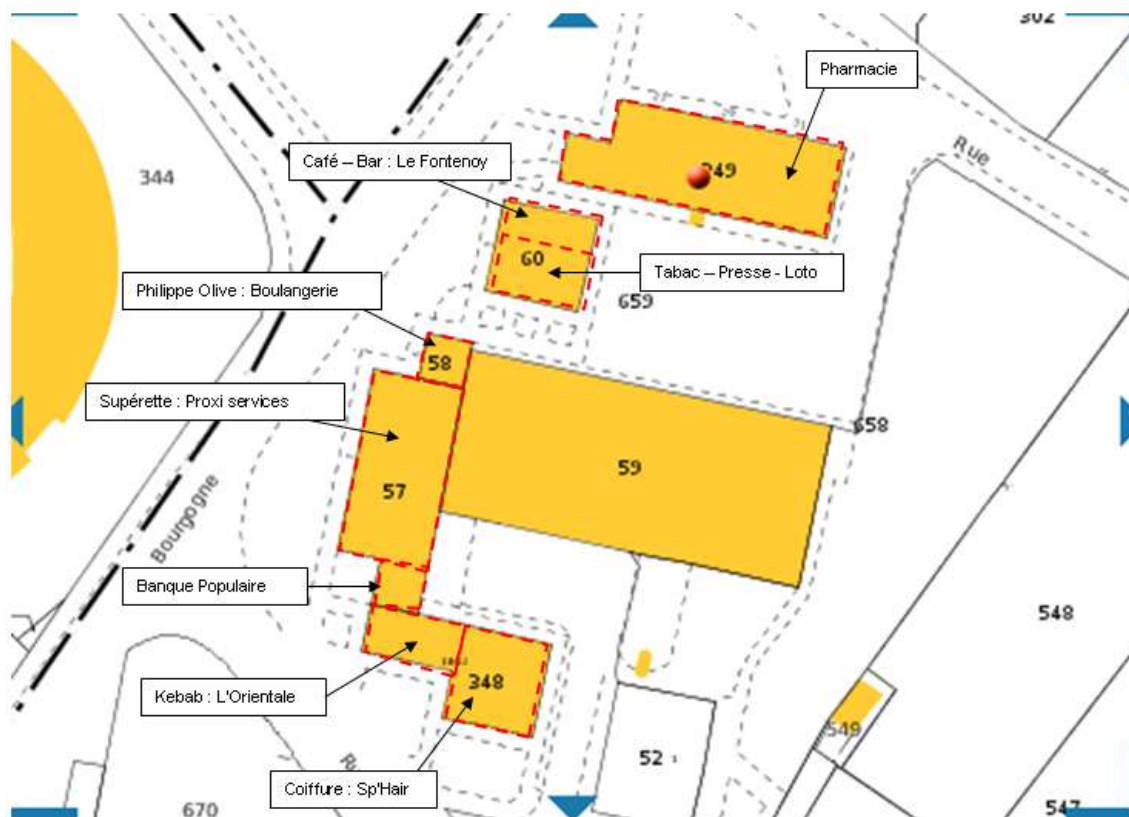 302
Pharmacie
Rue
Café – Bar : Le Fontenoy
344
349
60
Tabac – Presse - Loto
Philippe Olive : Boulangerie
659
58
Supérette : Proxi services
658
59
57
Bourgogne
Banque Populaire
548
Kebab : L'Orientale
348
549
52
Coiffure : Sp'Hair
670
547